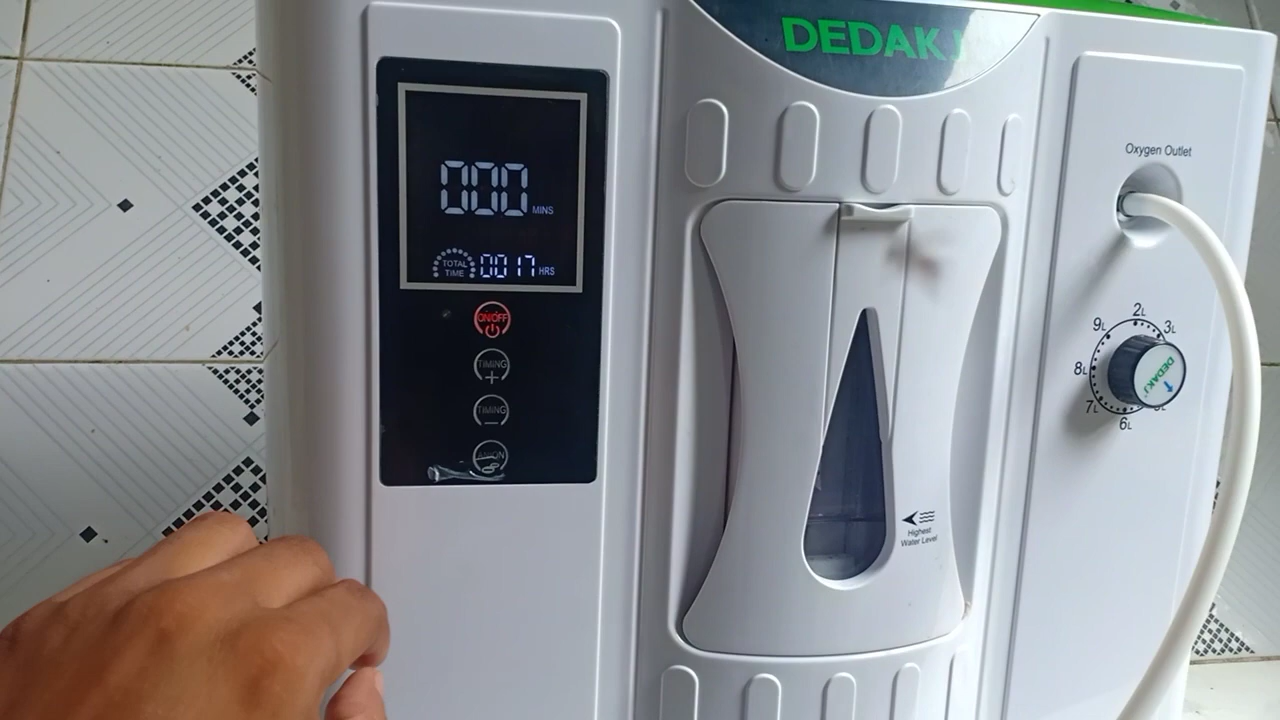 DEDAKJ
000 MINS
TOTAL
TIME
0017 HRS
ON/OFF
TIMING
+
TIMING
−
ANION
Highest
Water Level
Oxygen Outlet
2L
3L
9L
8L
7L
6L
DEDAKJ